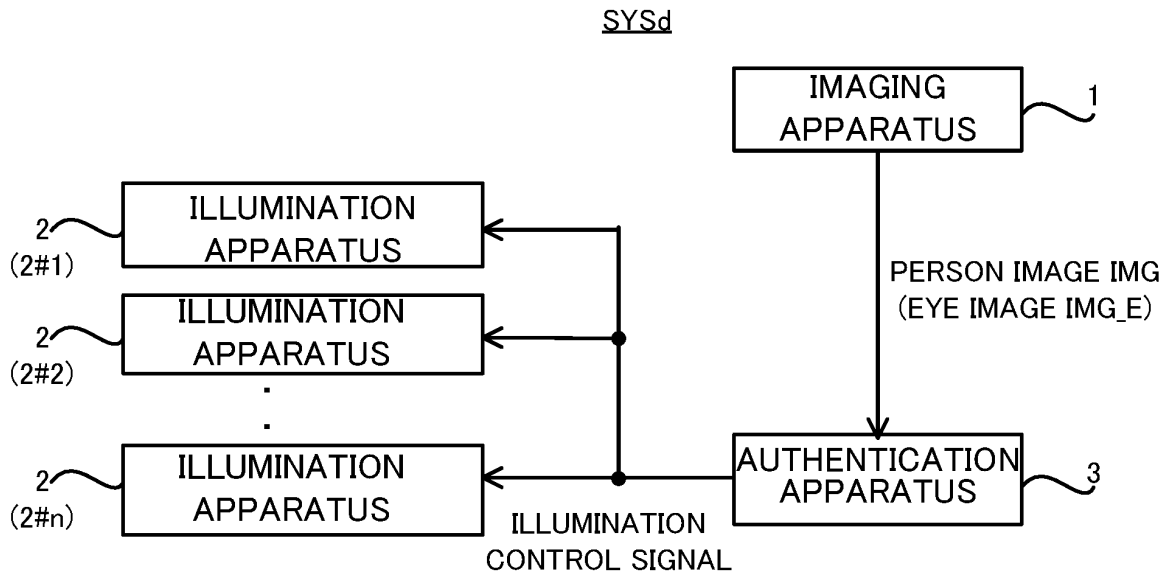 SYSd
IMAGING
APPARATUS
1
ILLUMINATION
APPARATUS
2
(2#1)
PERSON IMAGE IMG
(EYE IMAGE IMG_E)
ILLUMINATION
APPARATUS
2
(2#2)
ILLUMINATION
APPARATUS
2
(2#n)
AUTHENTICATION
APPARATUS
3
ILLUMINATION
CONTROL SIGNAL